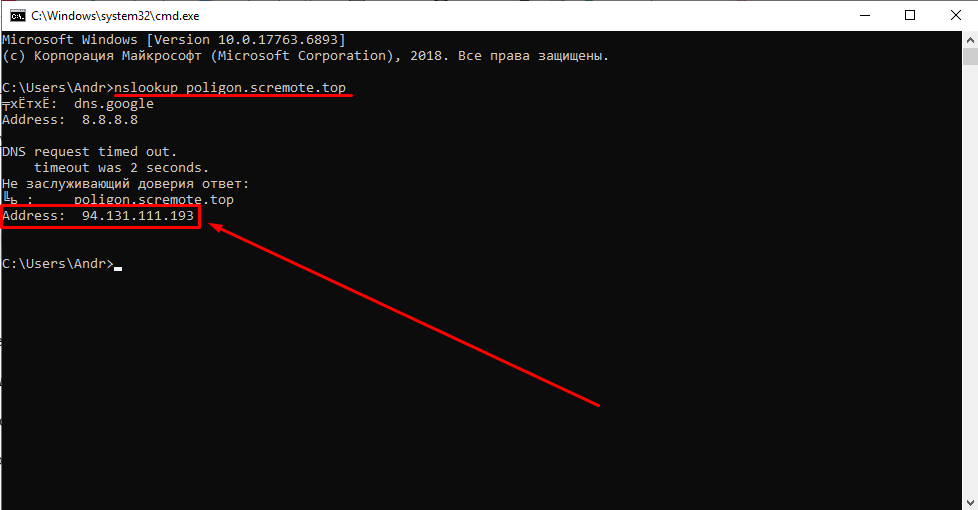 C:\Windows\system32\cmd.exe
Microsoft Windows [Version 10.0.17763.6893]
(c) Корпорация Майкрософт (Microsoft Corporation), 2018. Все права защищены.
C:\Users\Andr>nslookup poligon.scremote.top
╤хЁтхЁ:  dns.google
Address:  8.8.8.8
DNS request timed out.
    timeout was 2 seconds.
Не заслуживающий доверия ответ:
╚ь :     poligon.scremote.top
Address:  94.131.111.193
C:\Users\Andr>